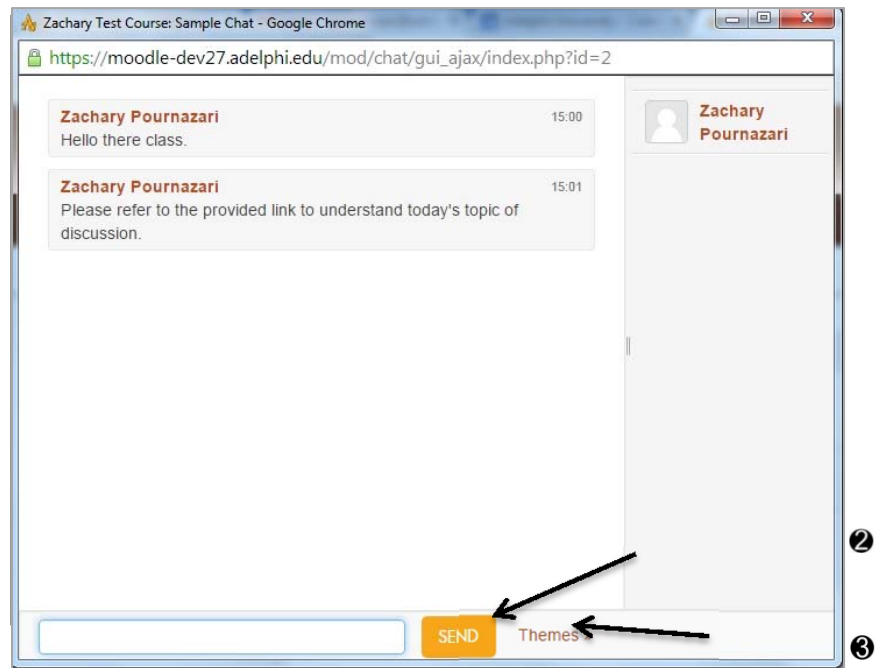 Zachary Test Course: Sample Chat - Google Chrome
https://moodle-dev27.adelphi.edu/mod/chat/gui_ajax/index.php?id=2
Zachary Pournazari 15:00
Hello there class.
Zachary Pournazari 15:01
Please refer to the provided link to understand today's topic of
discussion.
Zachary
Pournazari
❷
SEND Themes
❸